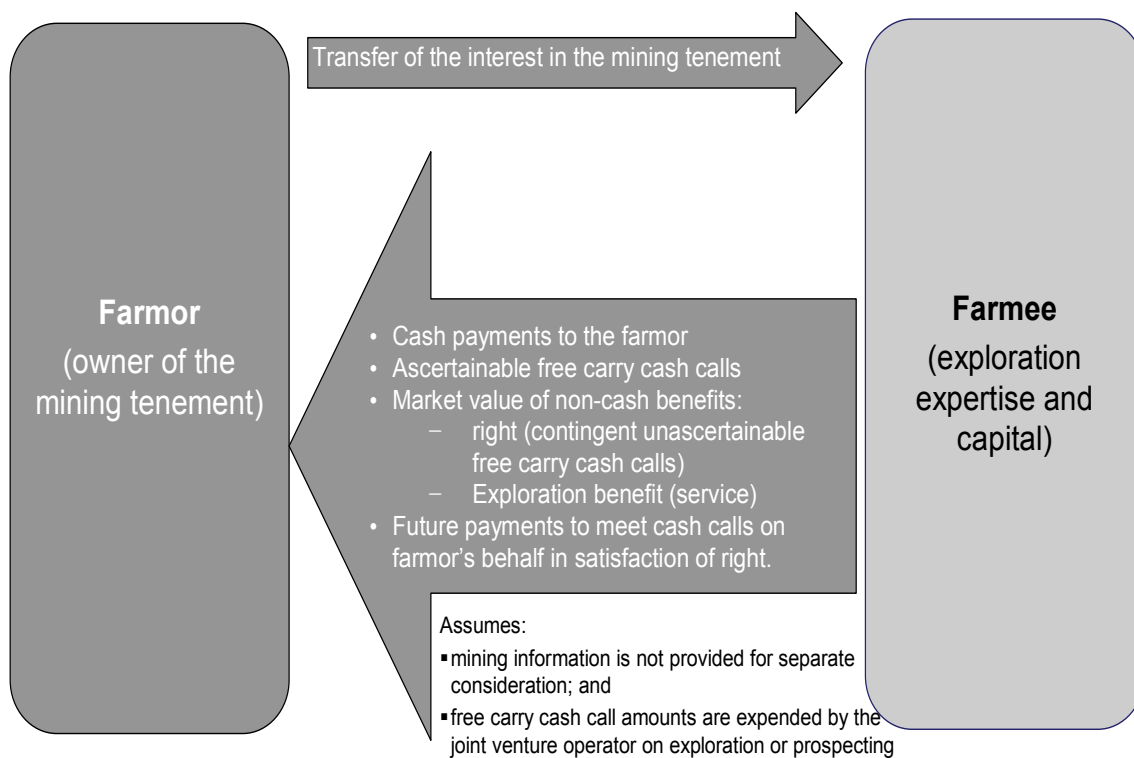 Transfer of the interest in the mining tenement
Farmor
(owner of the
mining tenement)
• Cash payments to the farmor
• Ascertainable free carry cash calls
• Market value of non-cash benefits:
– right (contingent unascertainable
free carry cash calls)
– Exploration benefit (service)
• Future payments to meet cash calls on
farmor’s behalf in satisfaction of right.
Farmee
(exploration
expertise and
capital)
Assumes:
▪mining information is not provided for separate
consideration; and
▪free carry cash call amounts are expended by the
joint venture operator on exploration or prospecting